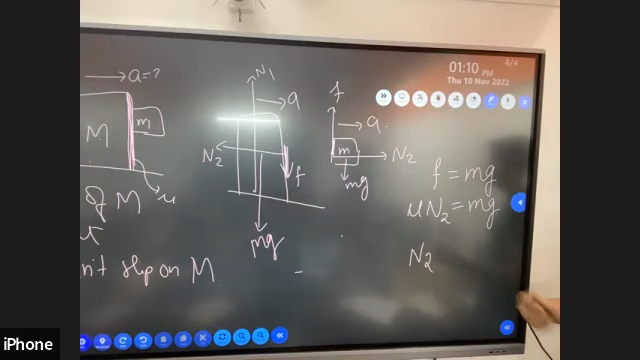 01:10 PM
4/4
Thu 10 Nov 2022
→ a = ?
M
m
μ
of M
n't slip on M
N1
a
N2
f
mg
f
a.
m
N2
mg
f = mg
μN2 = mg
N2
iPhone